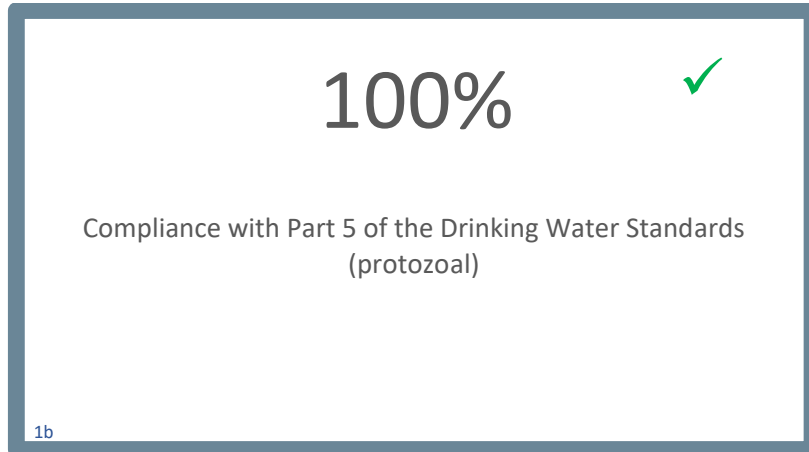 100%
Compliance with Part 5 of the Drinking Water Standards
(protozoal)
1b